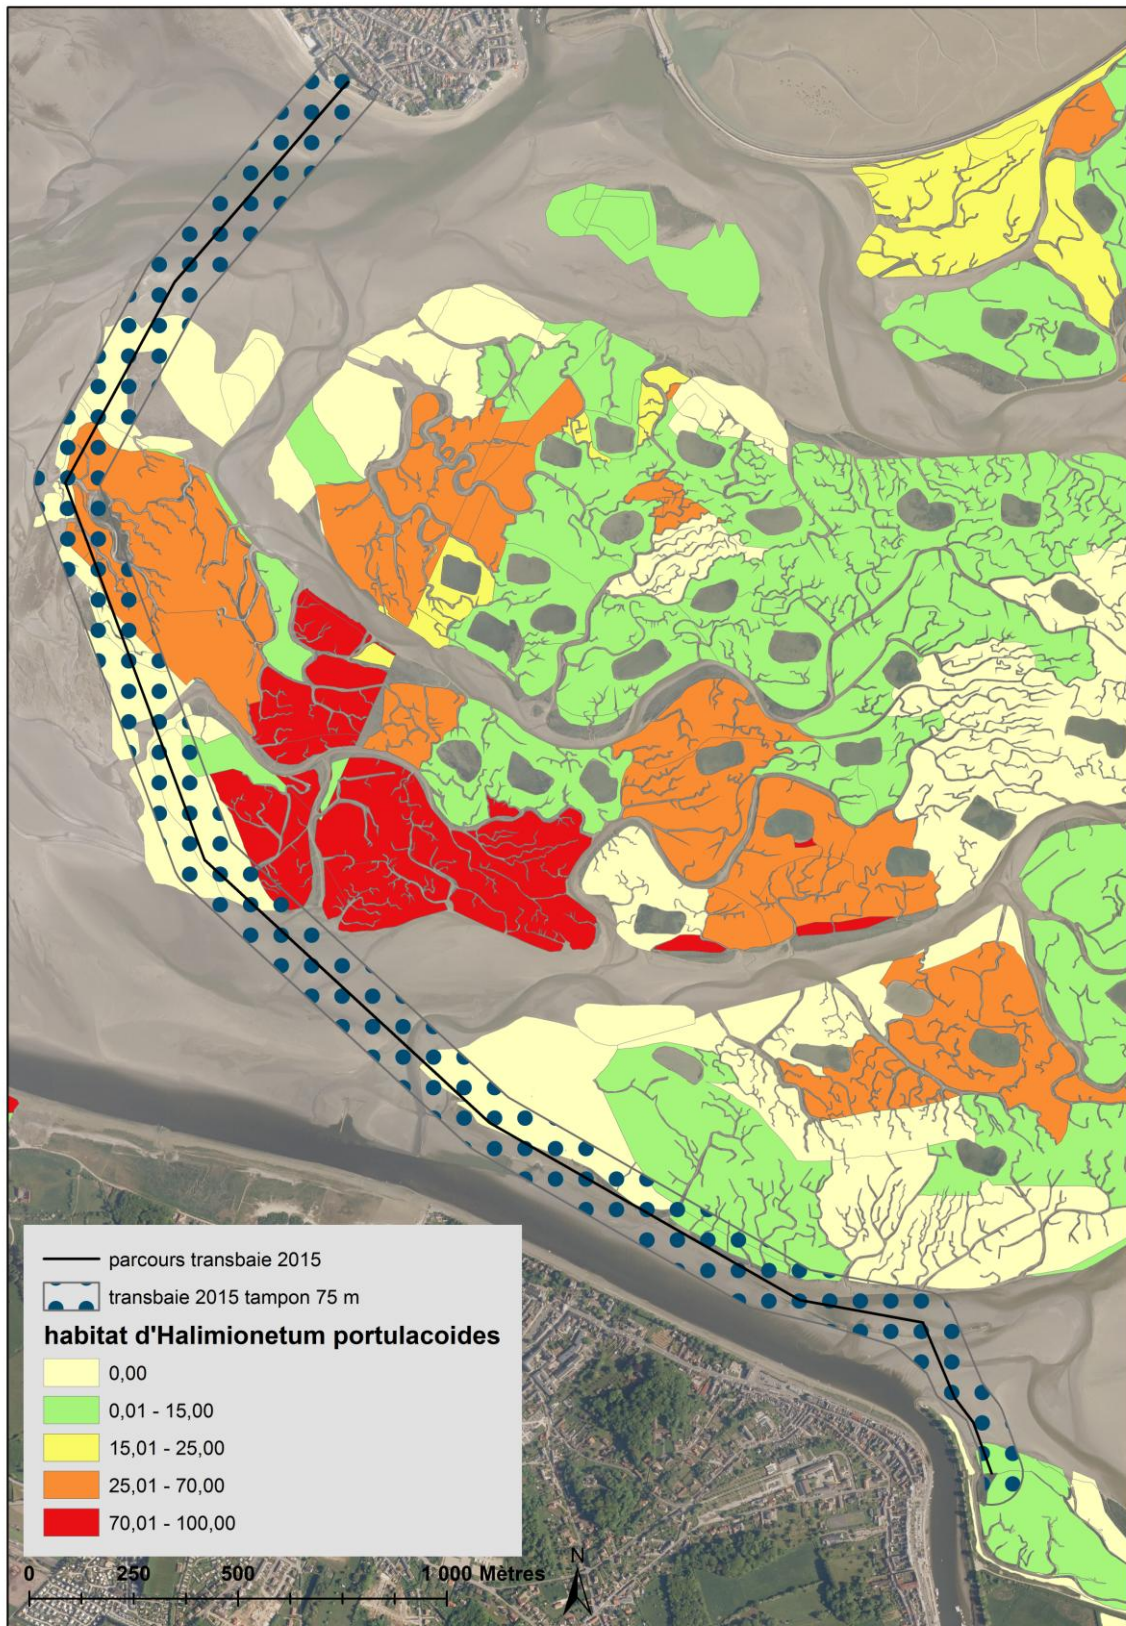 parcours transbaie 2015
transbaie 2015 tampon 75 m
habitat d'Halimionetum portulacoides
0,00
0,01 - 15,00
15,01 - 25,00
25,01 - 70,00
70,01 - 100,00
0 250 500 1 000 Mètres
N